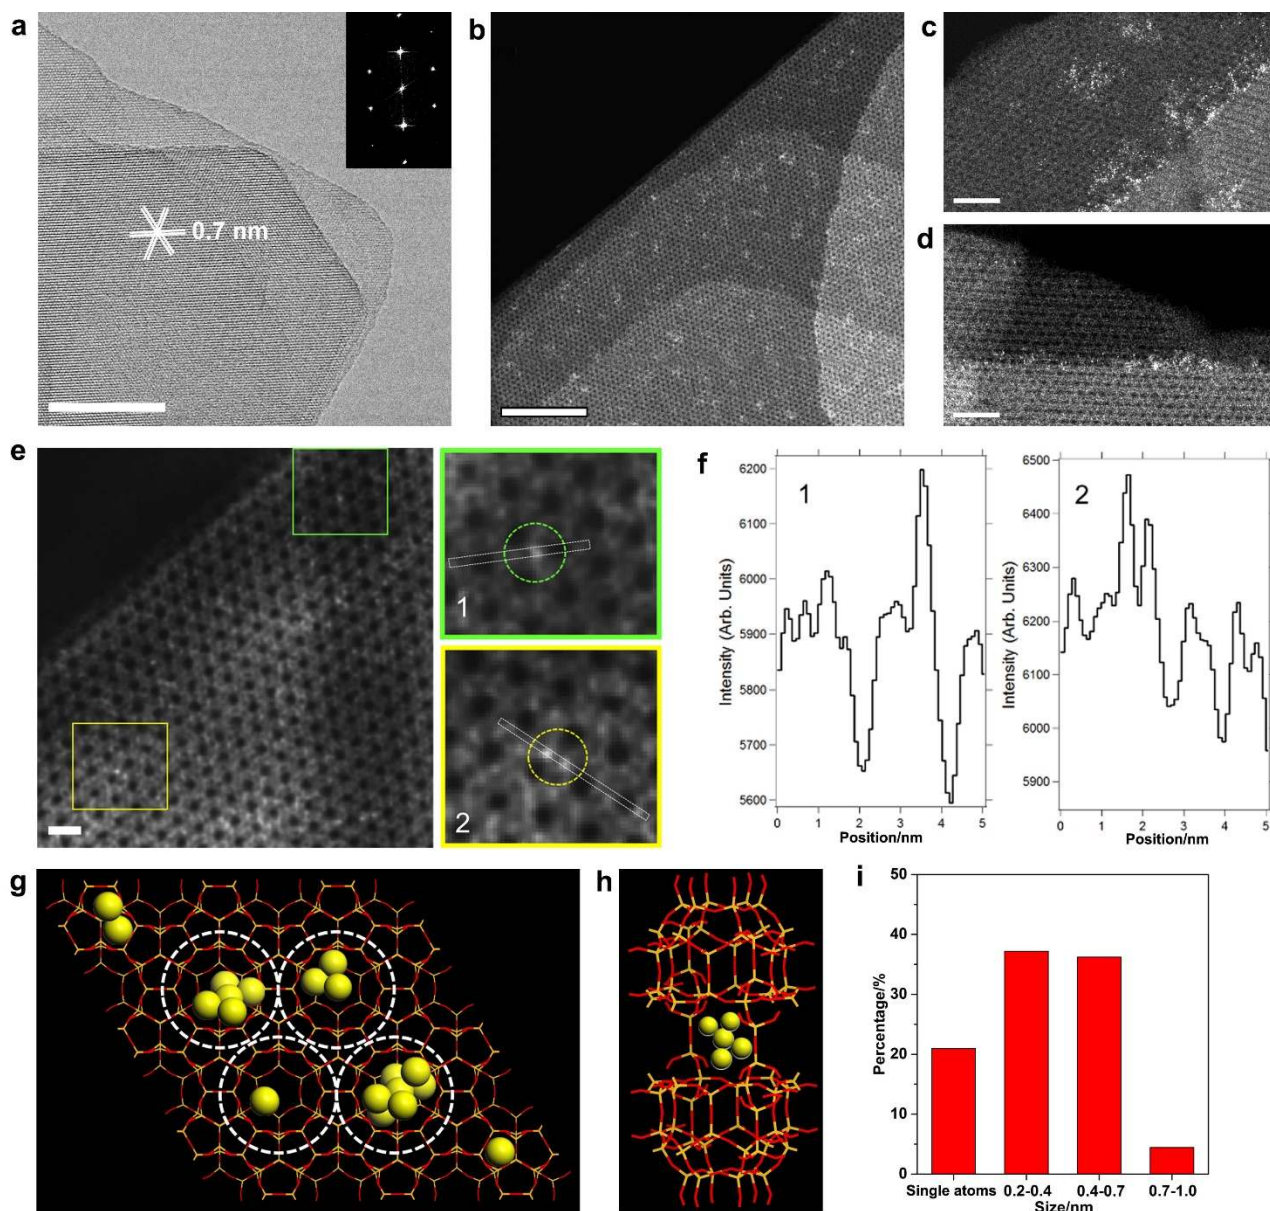 a
0.7 nm
b
c
d
e
1
2
f
1
6200
6100
6000
5900
5800
5700
5600
Intensity (Arb. Units)
0 1 2 3 4 5
Position/nm
2
6500
6400
6300
6200
6100
6000
5900
Intensity (Arb. Units)
0 1 2 3 4 5
Position/nm
g
h
i
50
40
30
20
10
0
Percentage/%
Single atoms 0.2-0.4 0.4-0.7 0.7-1.0
Size/nm